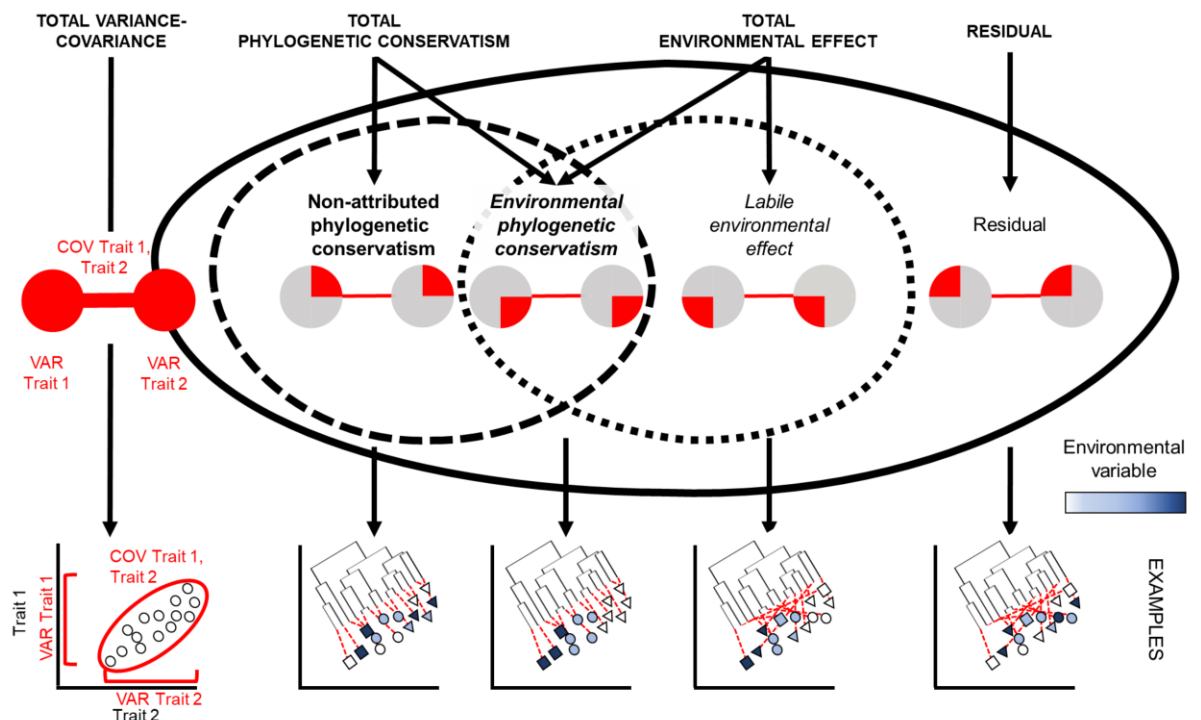 TOTAL VARIANCE-
COVARIANCE
TOTAL
PHYLOGENETIC CONSERVATISM
TOTAL
ENVIRONMENTAL EFFECT
RESIDUAL
Non-attributed
phylogenetic
conservatism
Environmental
phylogenetic
conservatism
Labile
environmental
effect
Residual
COV Trait 1,
Trait 2
VAR
Trait 1
VAR
Trait 2
Environmental
variable
COV Trait 1,
Trait 2
Trait 1
VAR Trait 1
VAR Trait 2
Trait 2
EXAMPLES